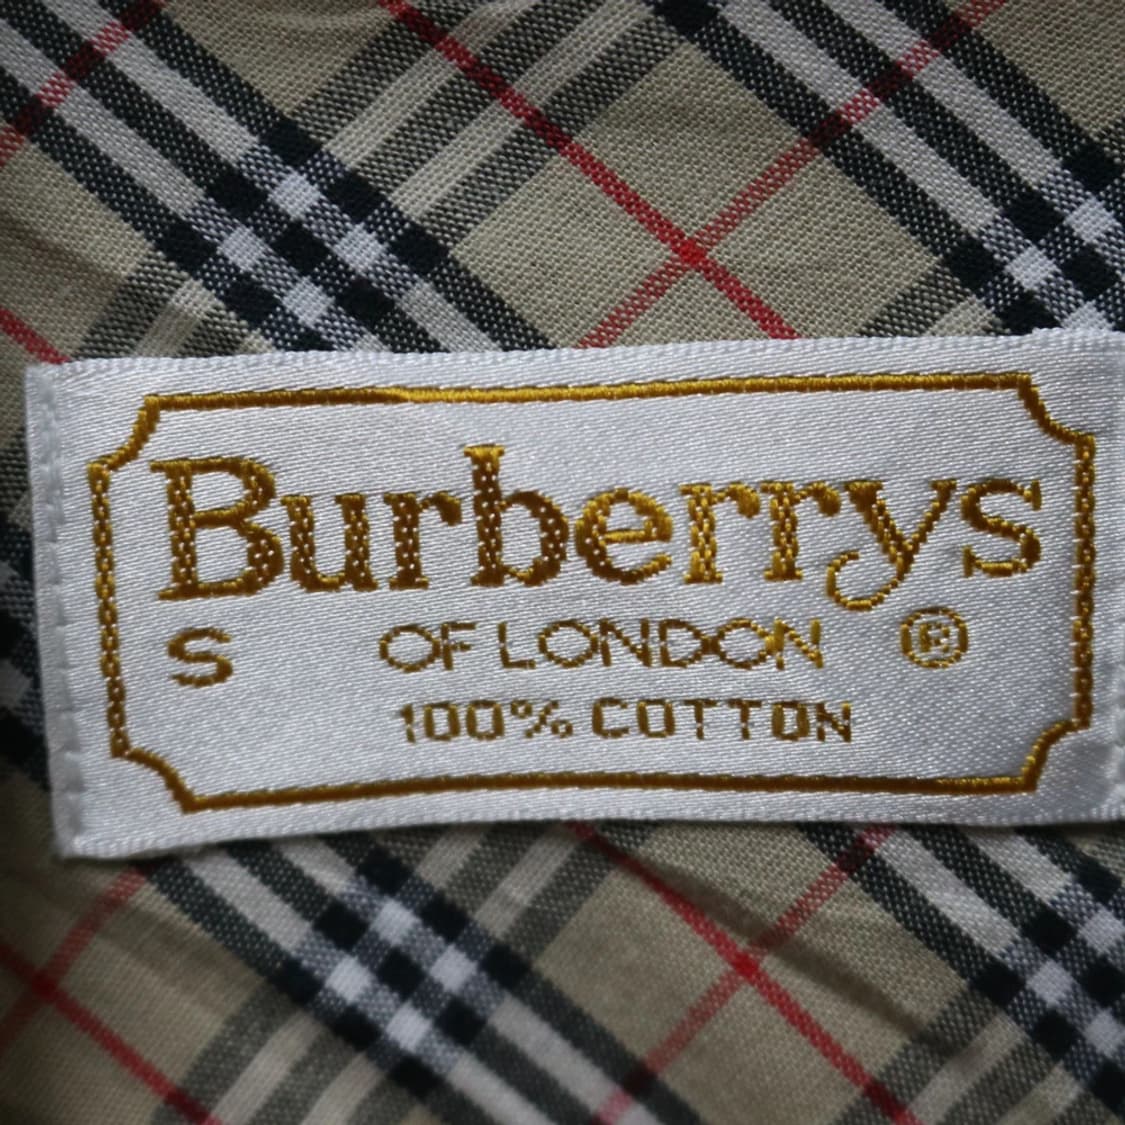 Burberrys
S OF LONDON ®
100% COTTON